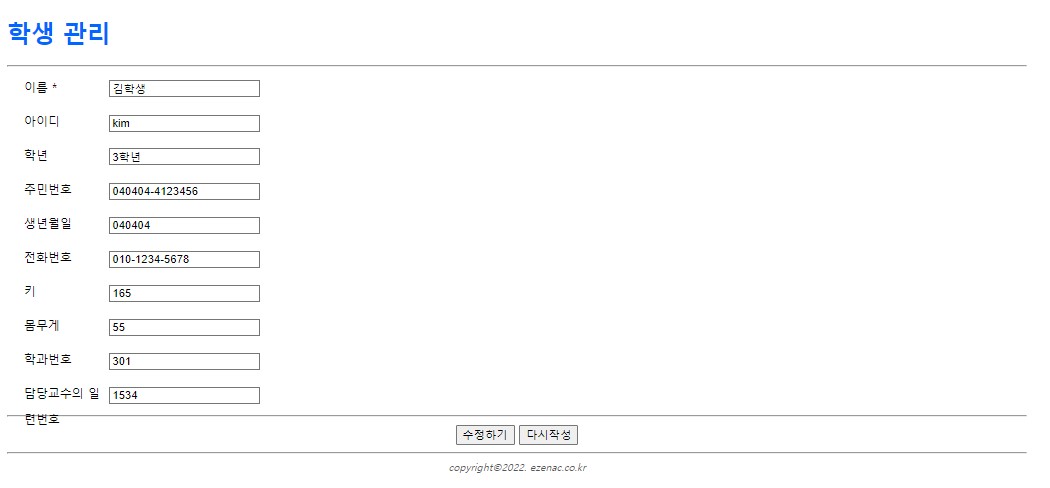 학생 관리
이름 * 김학생
아이디 kim
학년 3학년
주민번호 040404-4123456
생년월일 040404
전화번호 010-1234-5678
키 165
몸무게 55
학과번호 301
담당교수의 일 1534
련번호
수정하기 다시작성
copyright©2022. ezenac.co.kr